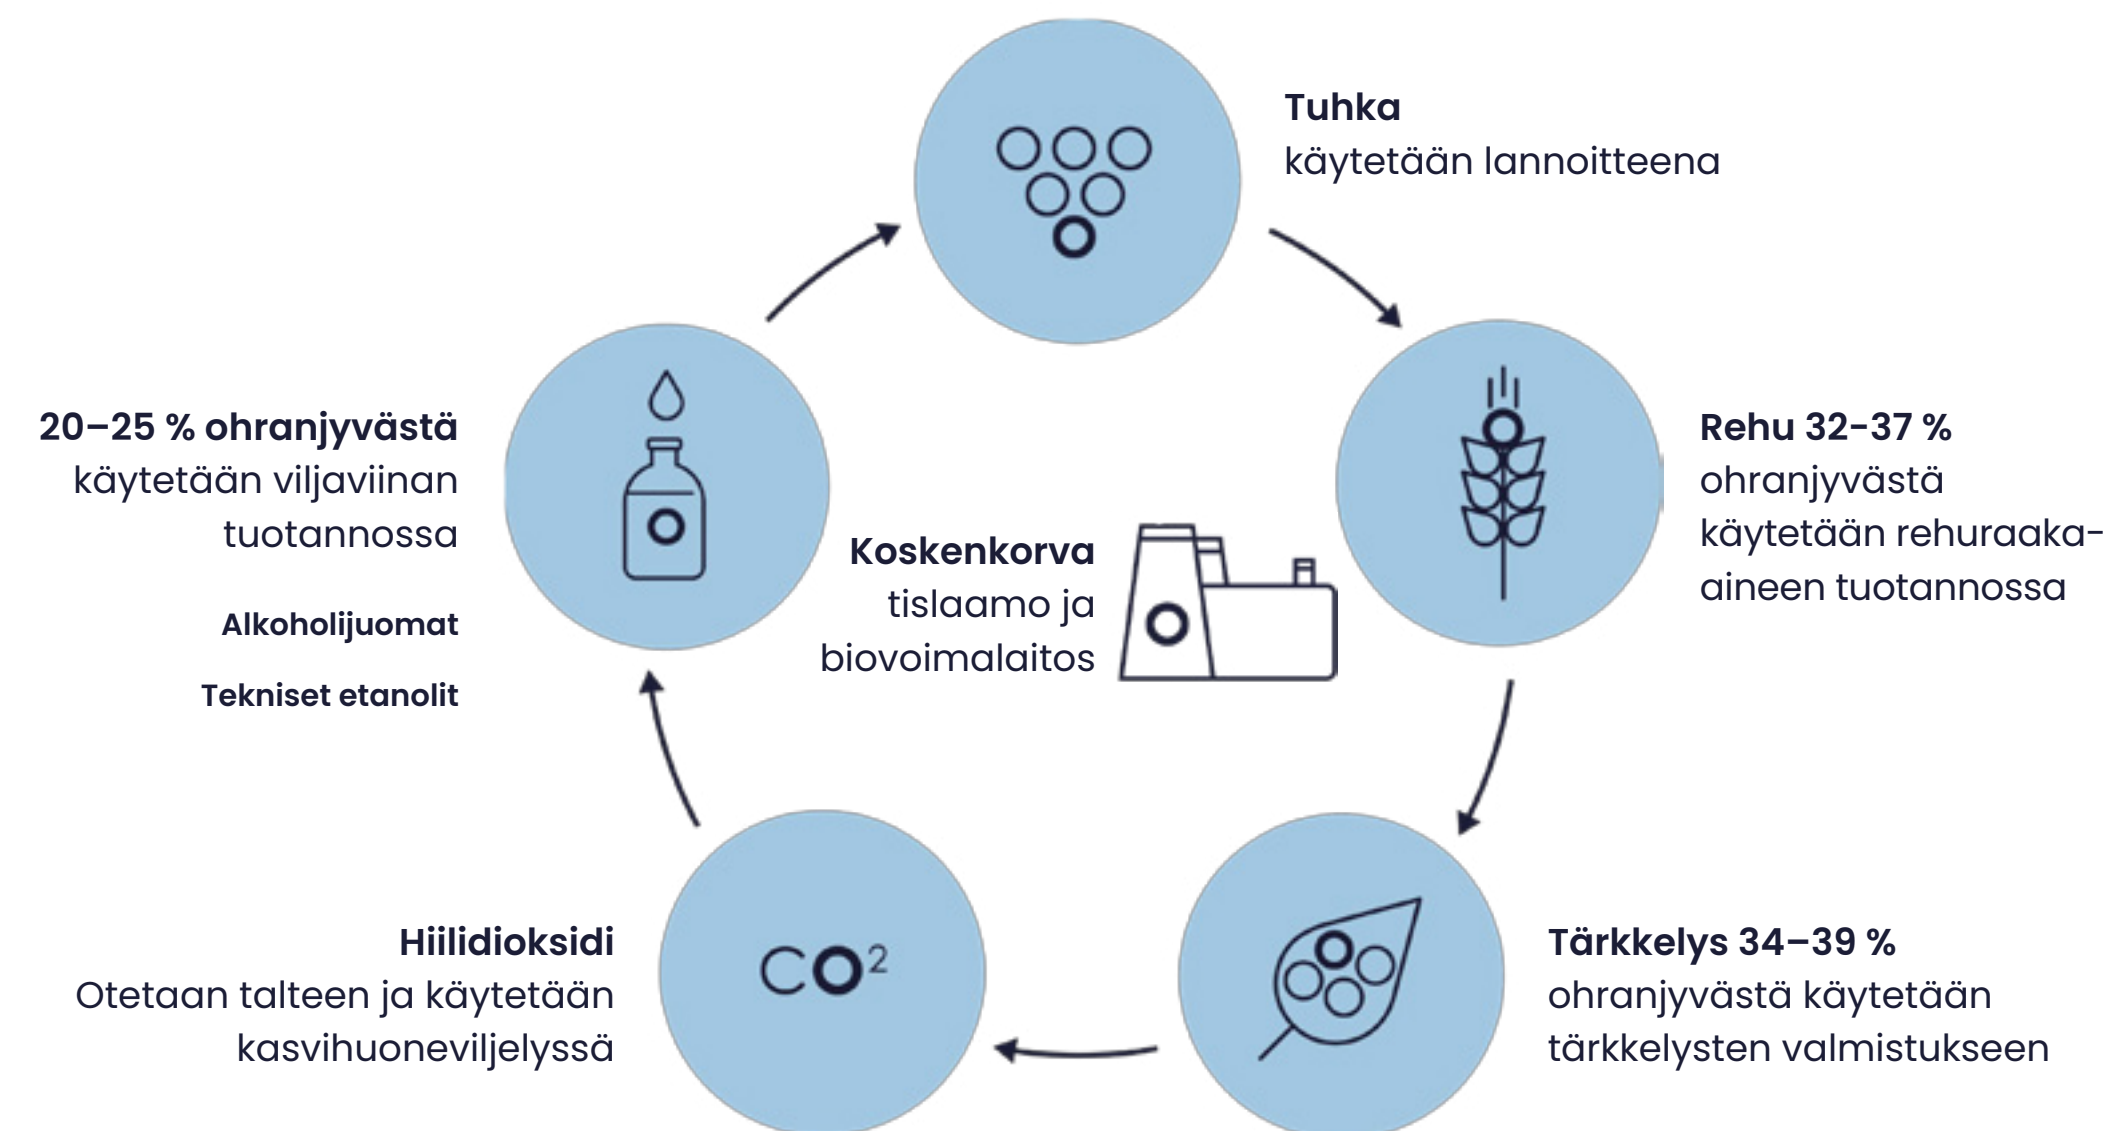 Tuhka
käytetään lannoitteena
20–25 % ohranjyvästä
käytetään viljaviinan
tuotannossa
Alkoholijuomat
Tekniset etanolit
Koskenkorva
tislaamo ja
biovoimalaitos
Rehu 32-37 %
ohranjyvästä
käytetään rehuraaka-
aineen tuotannossa
Hiilidioksidi
Otetaan talteen ja käytetään
kasvihuoneviljelyssä
CO²
Tärkkelys 34–39 %
ohranjyvästä käytetään
tärkkelysten valmistukseen